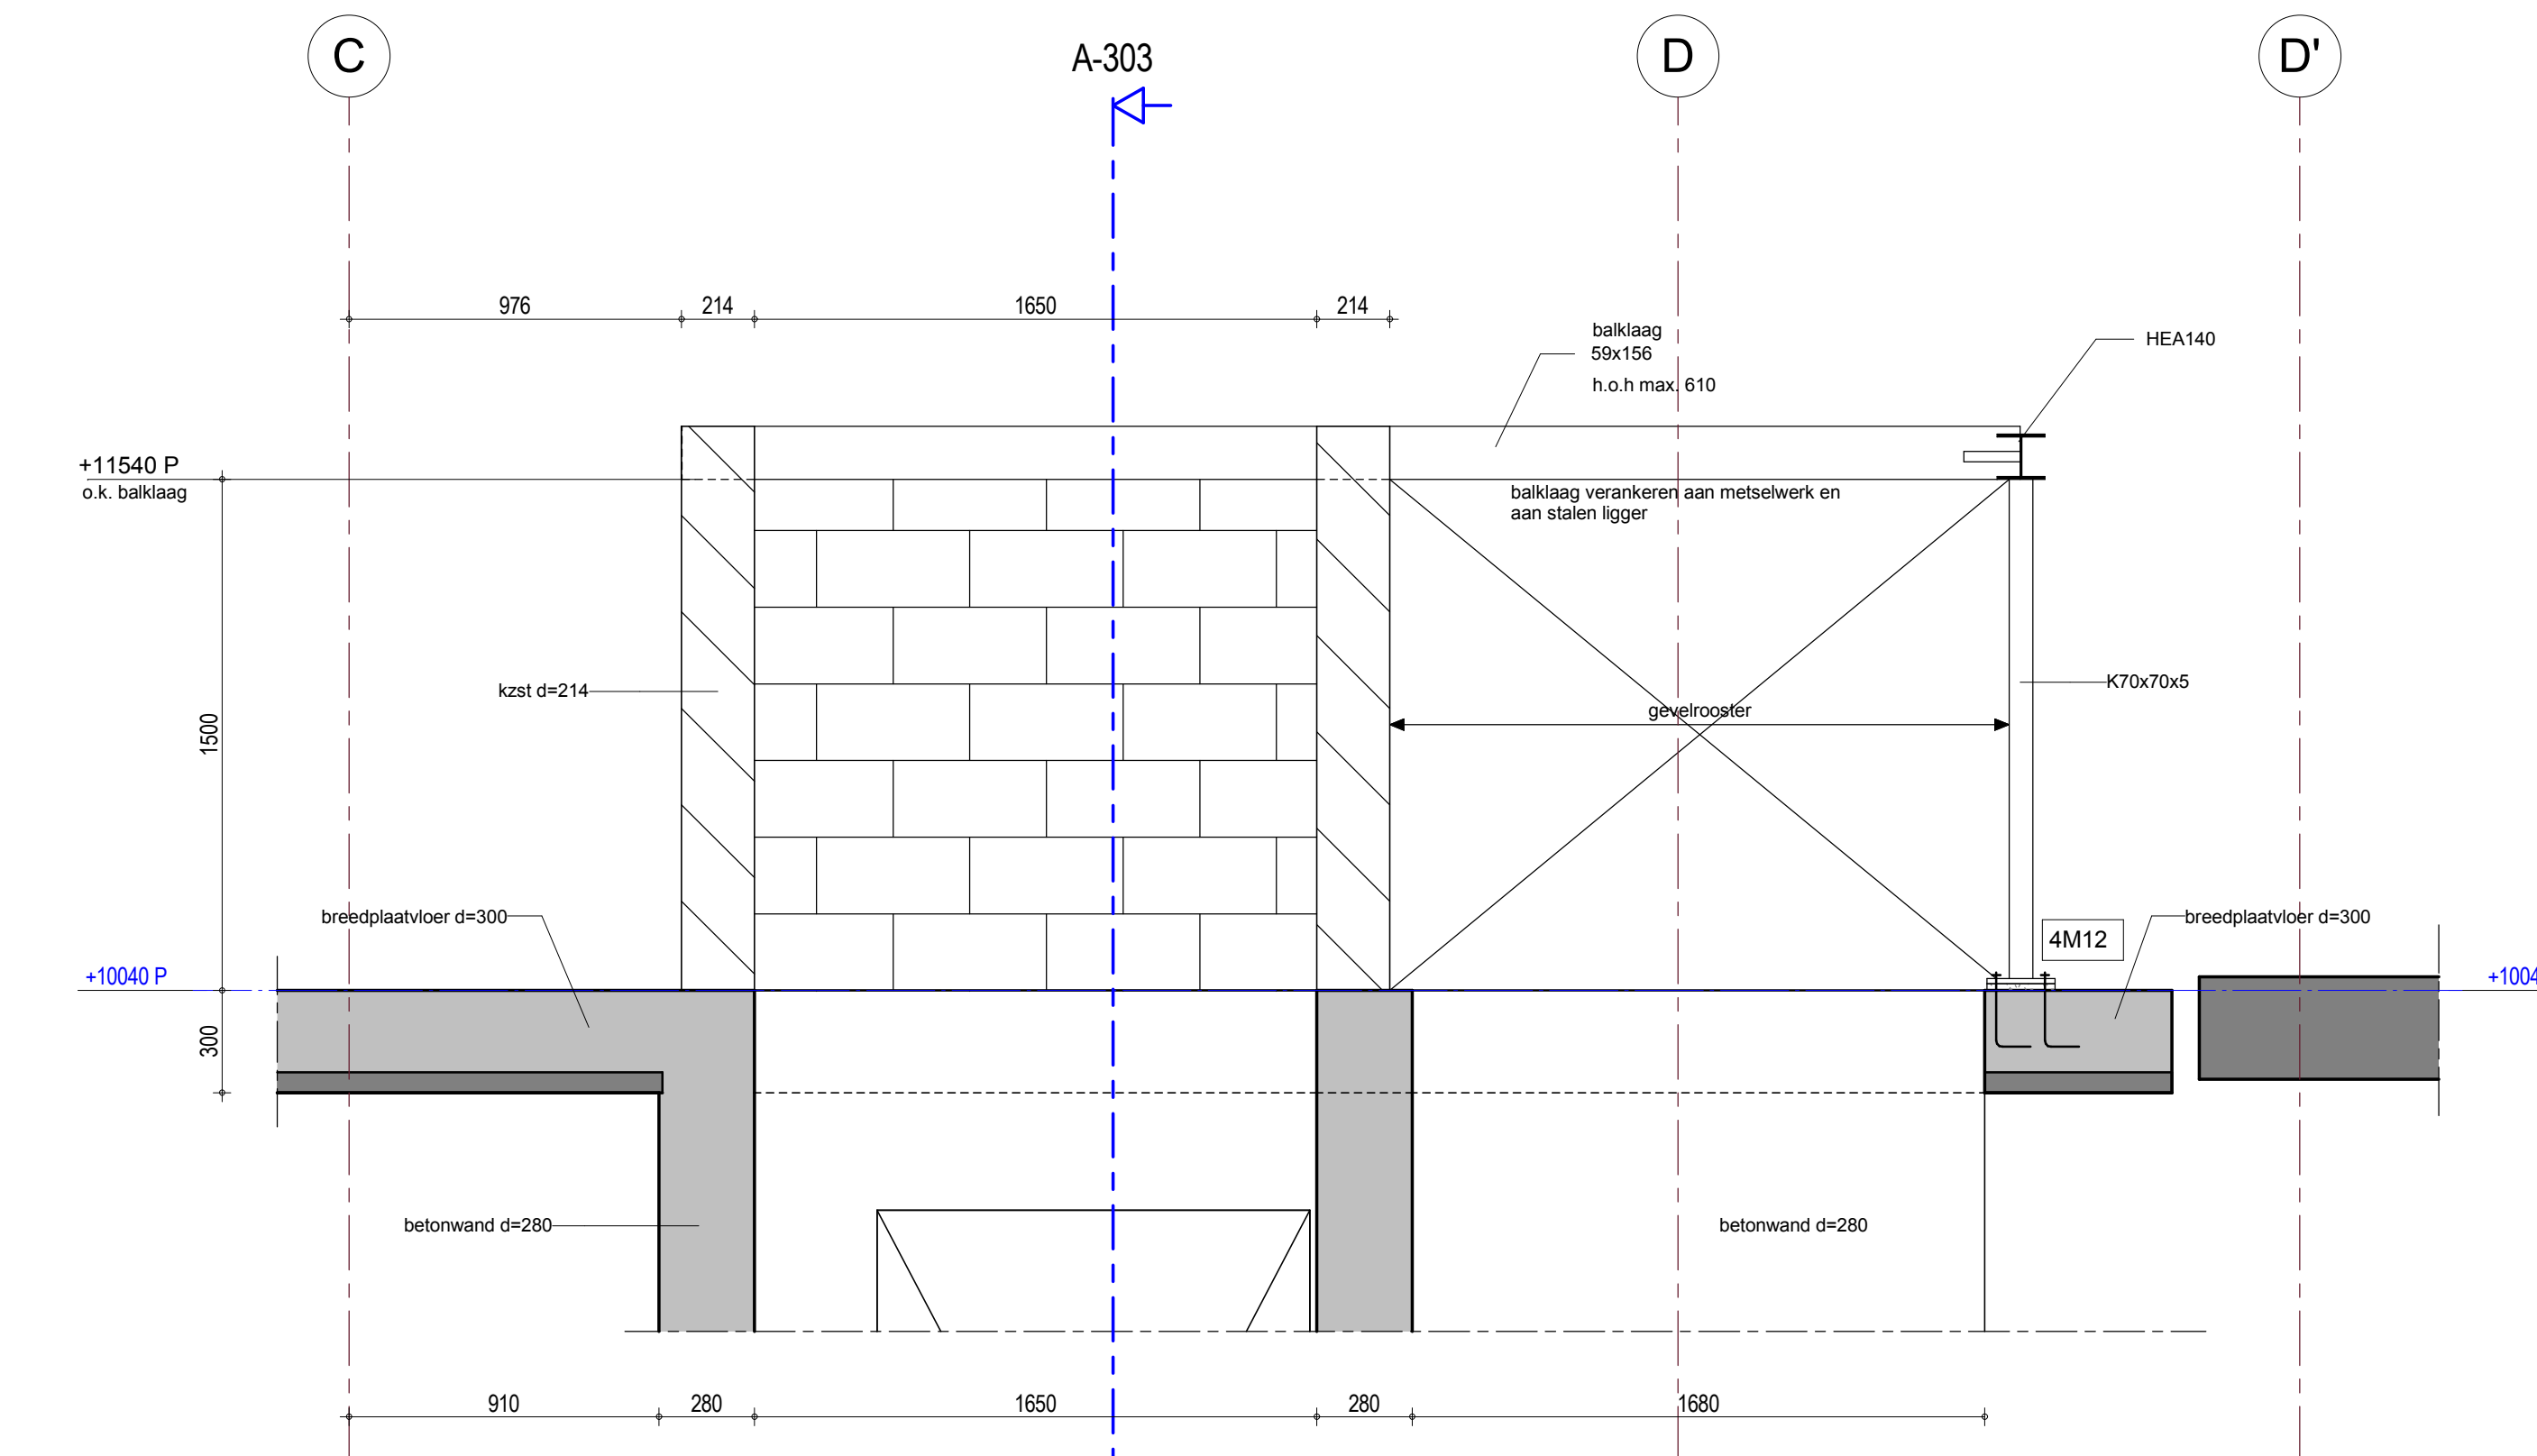 C
A-303
D
D'
976
214
1650
214
balklaag
59x156
h.o.h max. 610
HEA140
+11540 P
o.k. balklaag
balklaag verankeren aan metselwerk en
aan stalen ligger
kzst d=214
K70x70x5
gevelrooster
1500
breedplaatvloer d=300
4M12
breedplaatvloer d=300
+10040 P
+1004
300
betonwand d=280
betonwand d=280
910
280
1650
280
1680